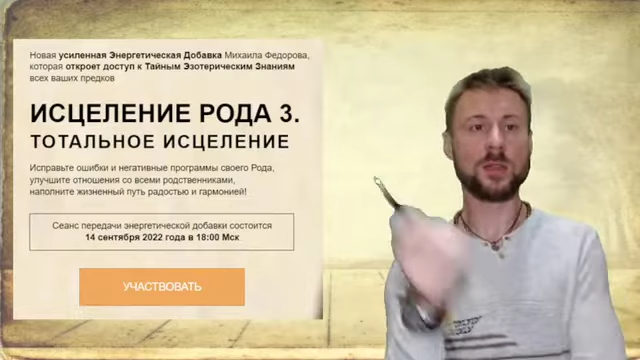 Новая усиленная Энергетическая Добавка Михаила Федорова,
которая откроет доступ к Тайным Эзотерическим Знаниям
всех ваших предков
ИСЦЕЛЕНИЕ РОДА 3.
ТОТАЛЬНОЕ ИСЦЕЛЕНИЕ
Исправьте ошибки и негативные программы своего Рода,
улучшите отношения со всеми родственниками,
наполните жизненный путь радостью и гармонией!
Сеанс передачи энергетической добавки состоится
14 сентября 2022 года в 18:00 Мск
УЧАСТВОВАТЬ